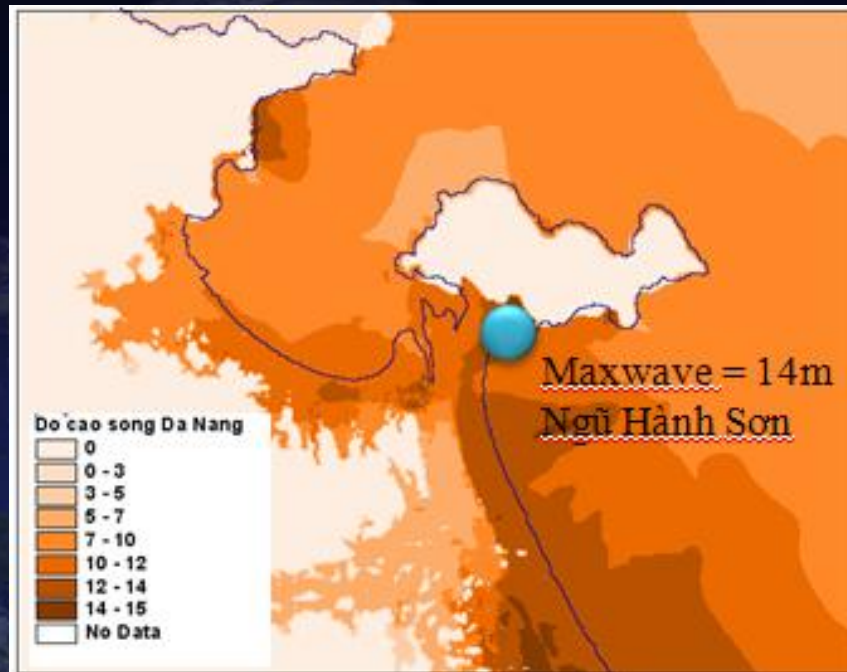 Maxwave = 14m
Ngũ Hành Sơn
Do cao song Da Nang
0
0 - 3
3 - 5
5 - 7
7 - 10
10 - 12
12 - 14
14 - 15
No Data